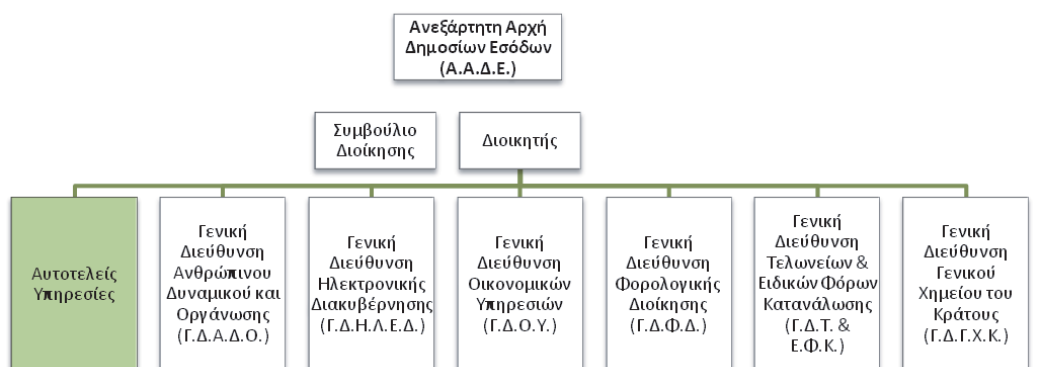 Ανεξάρτητη Αρχή
Δημοσίων Εσόδων
(Α.Α.Δ.Ε.)
Συμβούλιο
Διοίκησης
Διοικητής
Αυτοτελείς
Υπηρεσίες
Γενική
Διεύθυνση
Ανθρώπινου
Δυναμικού και
Οργάνωσης
(Γ.Δ.Α.Δ.Ο.)
Γενική
Διεύθυνση
Ηλεκτρονικής
Διακυβέρνησης
(Γ.Δ.Η.Λ.Ε.Δ.)
Γενική
Διεύθυνση
Οικονομικών
Υπηρεσιών
(Γ.Δ.Ο.Υ.)
Γενική
Διεύθυνση
Φορολογικής
Διοίκησης
(Γ.Δ.Φ.Δ.)
Γενική
Διεύθυνση
Τελωνείων &
Ειδικών Φόρων
Κατανάλωσης
(Γ.Δ.Τ. &
Ε.Φ.Κ.)
Γενική
Διεύθυνση
Γενικού
Χημείου του
Κράτους
(Γ.Δ.Γ.Χ.Κ.)